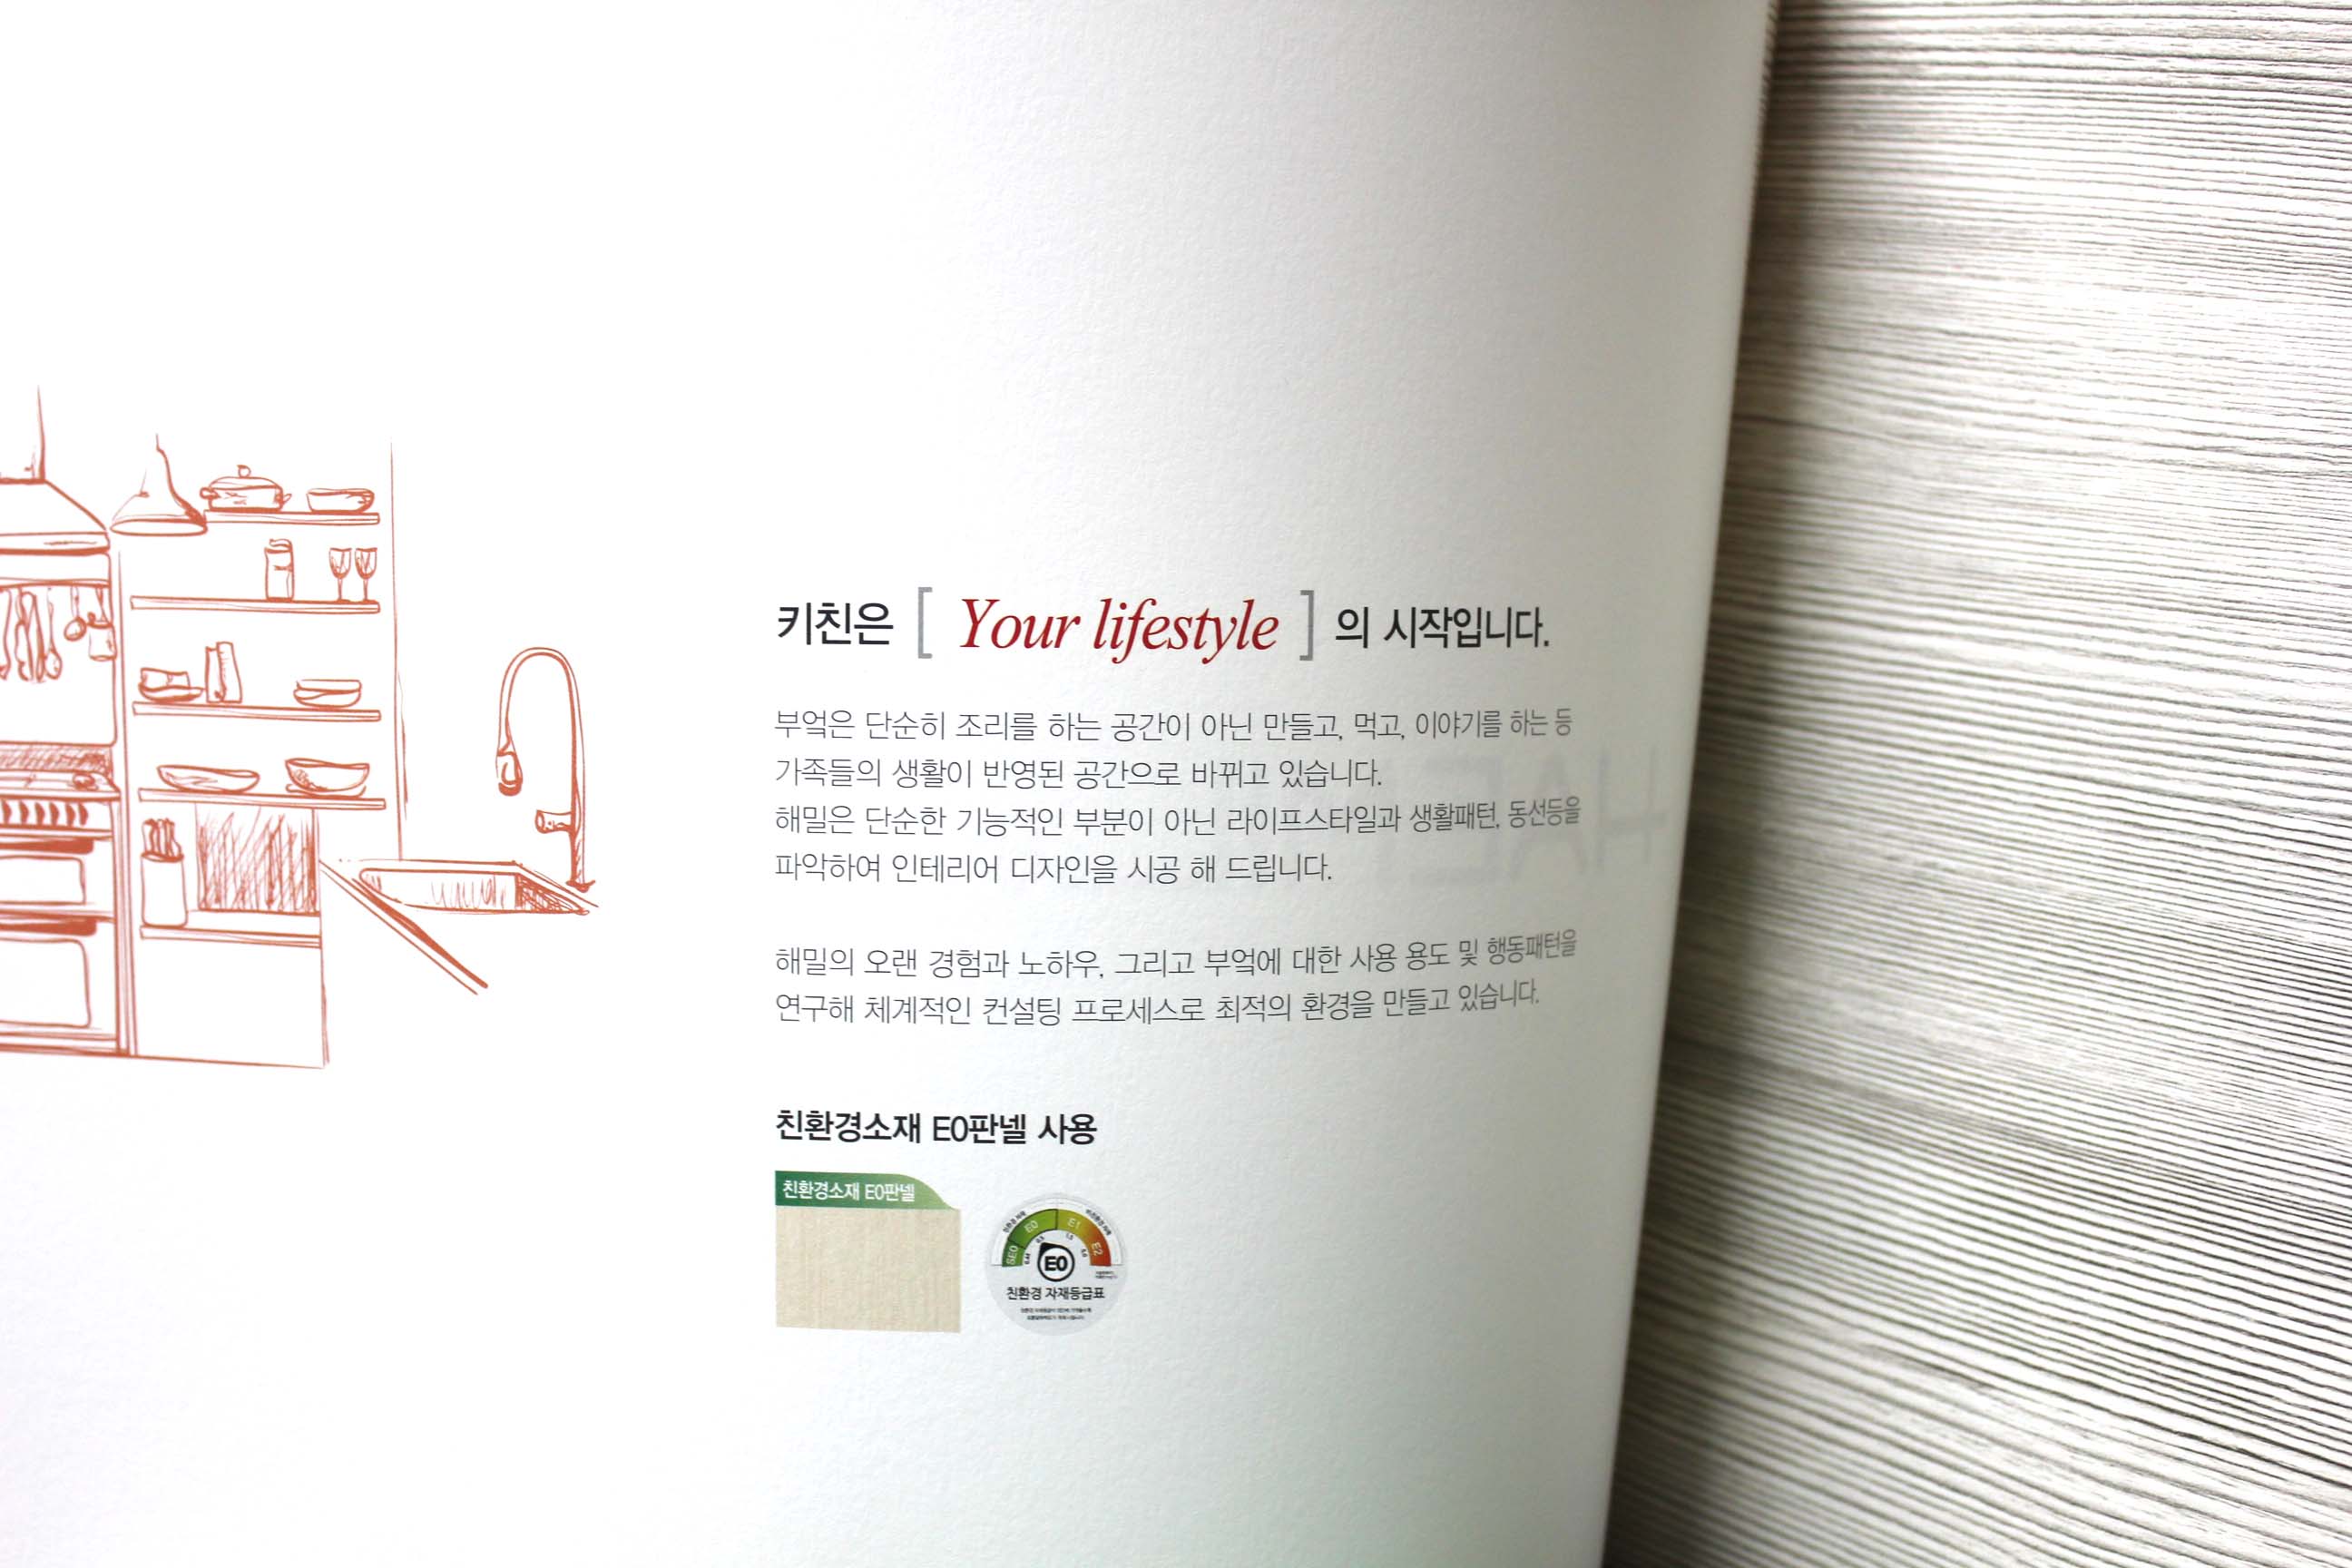 키친은 [ Your lifestyle ] 의 시작입니다.
부엌은 단순히 조리를 하는 공간이 아닌 만들고, 먹고, 이야기를 하는 등
가족들의 생활이 반영된 공간으로 바뀌고 있습니다.
해밀은 단순한 기능적인 부분이 아닌 라이프스타일과 생활패턴, 동선등을
파악하여 인테리어 디자인을 시공 해 드립니다.
해밀의 오랜 경험과 노하우, 그리고 부엌에 대한 사용 용도 및 행동패턴을
연구해 체계적인 컨설팅 프로세스로 최적의 환경을 만들고 있습니다.
친환경소재 E0판넬 사용
친환경소재 E0판넬
SE0 E0 E1 E2
E0
친환경 자재등급표